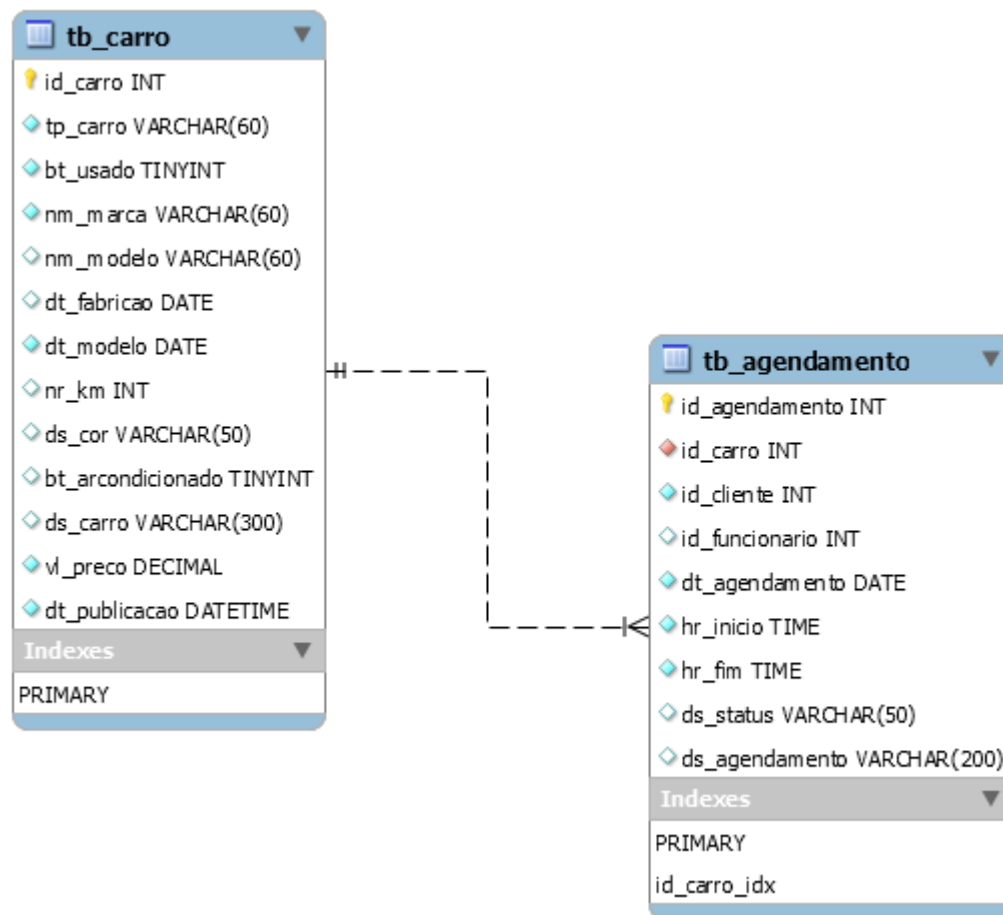 tb_carro
id_carro INT
tp_carro VARCHAR(60)
bt_usado TINYINT
nm_marca VARCHAR(60)
nm_modelo VARCHAR(60)
dt_fabricao DATE
dt_modelo DATE
nr_km INT
ds_cor VARCHAR(50)
bt_arcondicionado TINYINT
ds_carro VARCHAR(300)
vl_preco DECIMAL
dt_publicacao DATETIME
Indexes
PRIMARY
tb_agendamento
id_agendamento INT
id_carro INT
id_cliente INT
id_funcionario INT
dt_agendamento DATE
hr_inicio TIME
hr_fim TIME
ds_status VARCHAR(50)
ds_agendamento VARCHAR(200)
Indexes
PRIMARY
id_carro_idx